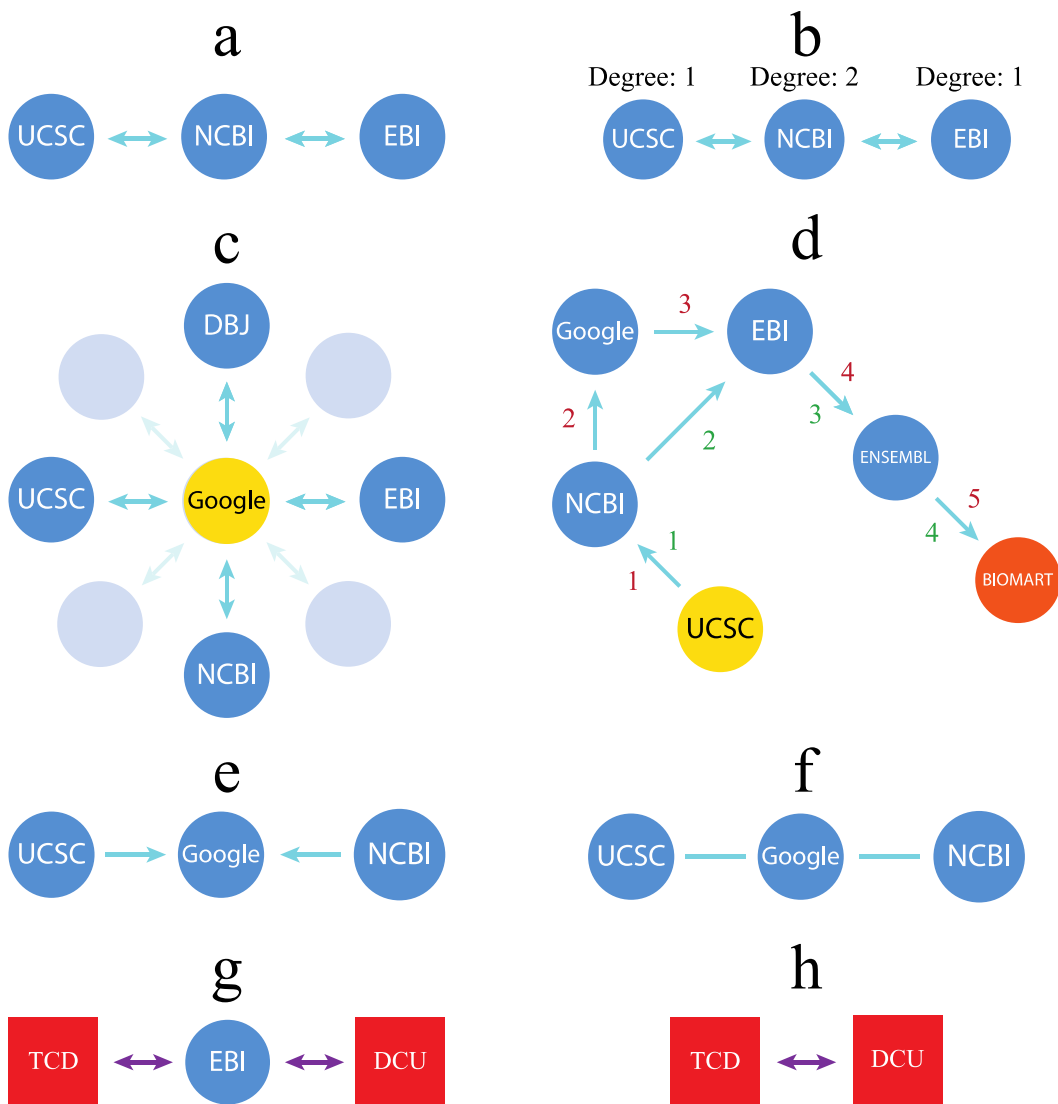 a
UCSC NCBI EBI
b
Degree: 1 Degree: 2 Degree: 1
UCSC NCBI EBI
c
DBJ
UCSC Google EBI
NCBI
d
Google 3 EBI
4
3
2
2
ENSEMBL
NCBI
5
4
1
1
BIOMART
UCSC
e
UCSC Google NCBI
f
UCSC Google NCBI
g
TCD EBI DCU
h
TCD DCU